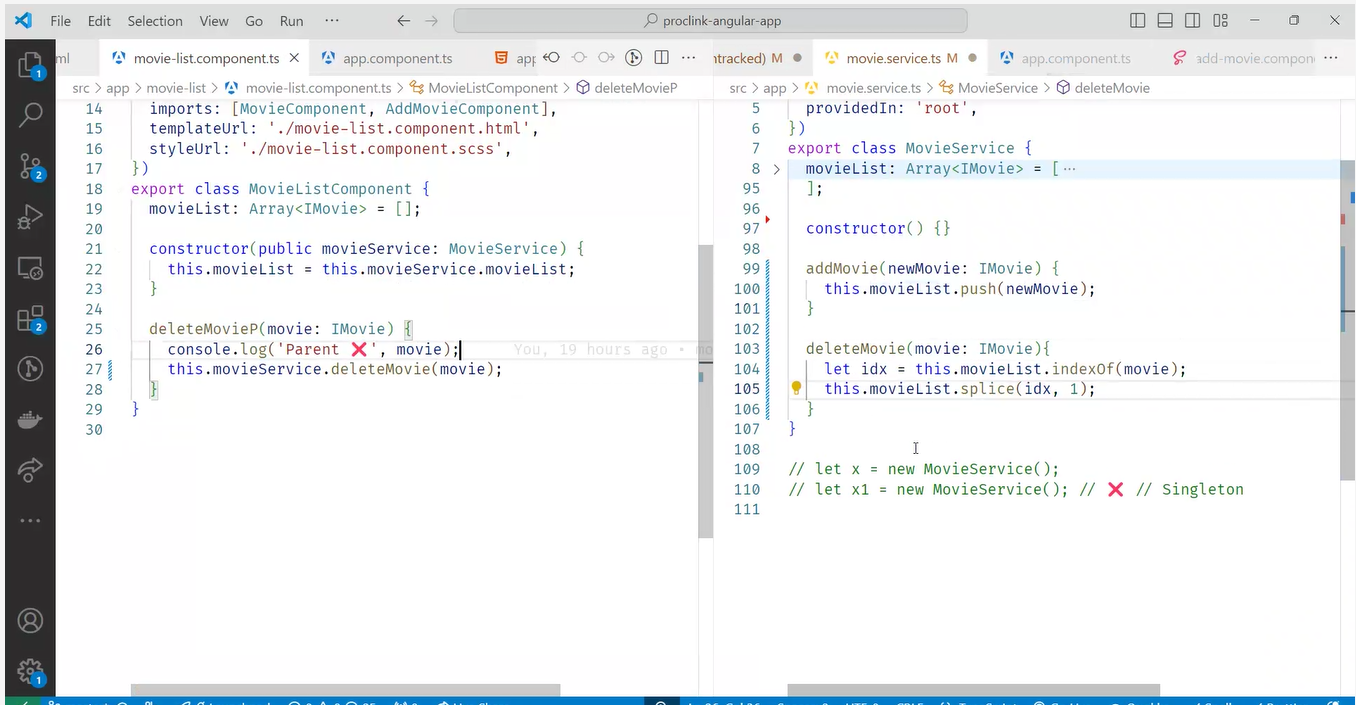 File Edit Selection View Go Run ··· proclink-angular-app
ml movie-list.component.ts app.component.ts app ···
ntracked) M movie.service.ts M app.component.ts add-movie.compon ···
src > app > movie-list > movie-list.component.ts > MovieListComponent > deleteMovieP
14 imports: [MovieComponent, AddMovieComponent],
15 templateUrl: './movie-list.component.html',
16 styleUrl: './movie-list.component.scss',
17 })
18 export class MovieListComponent {
19 movieList: Array<IMovie> = [];
20
21 constructor(public movieService: MovieService) {
22 this.movieList = this.movieService.movieList;
23 }
24
25 deleteMovieP(movie: IMovie) {
26 console.log('Parent ❌', movie); You, 19 hours ago • mo
27 this.movieService.deleteMovie(movie);
28 }
29 }
30
src > app > movie.service.ts > MovieService > deleteMovie
5 providedIn: 'root',
6 })
7 export class MovieService {
8 movieList: Array<IMovie> = [ ···
95 ];
96
97 constructor() {}
98
99 addMovie(newMovie: IMovie) {
100 this.movieList.push(newMovie);
101 }
102
103 deleteMovie(movie: IMovie){
104 let idx = this.movieList.indexOf(movie);
105 this.movieList.splice(idx, 1);
106 }
107 }
108
109 // let x = new MovieService();
110 // let x1 = new MovieService(); // ❌ // Singleton
111
1
2
2
1